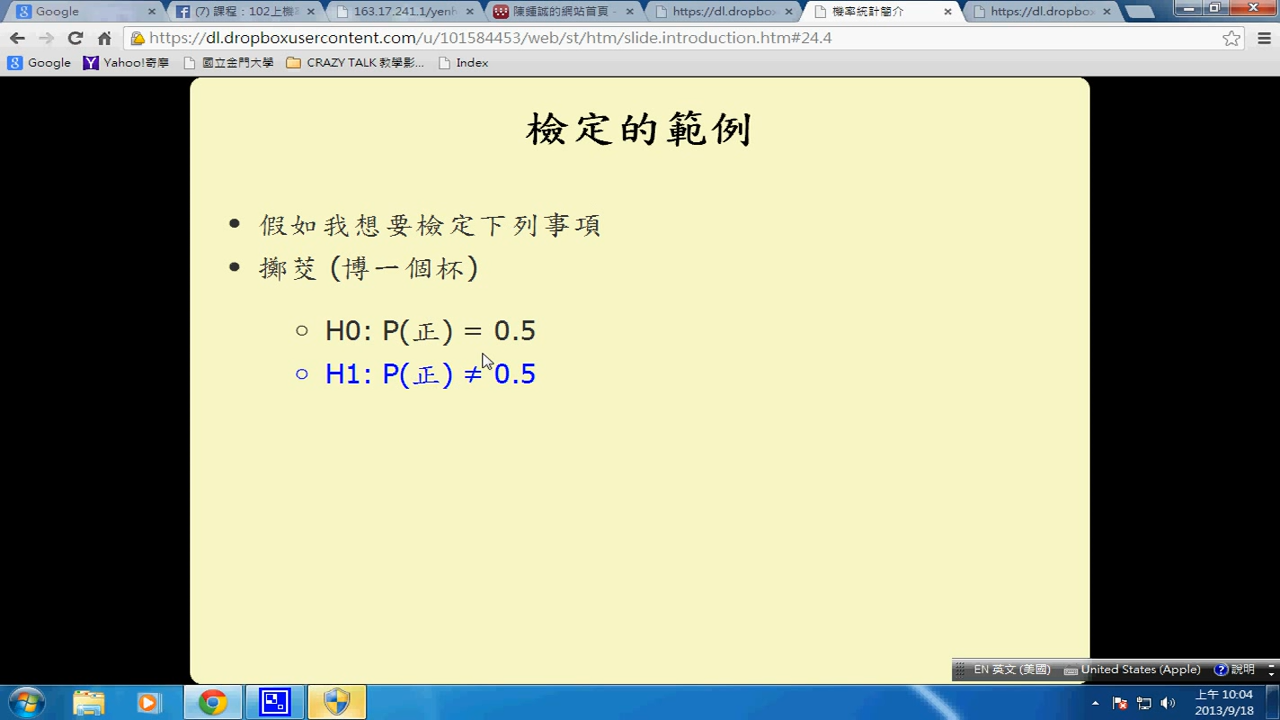 Google
(7) 課程：102上機
163.17.241.1/yenh
陳鍾誠的網站首頁 -
https://dl.dropbo
機率統計簡介
https://dl.dropbo
https://dl.dropboxusercontent.com/u/101584453/web/st/htm/slide.introduction.htm#24.4
Google
Yahoo!奇摩
國立金門大學
CRAZY TALK 教學影...
Index
檢定的範例
• 假如我想要檢定下列事項
• 擲茭 (博一個杯)
○ H0: P(正) = 0.5
○ H1: P(正) ≠ 0.5
EN 英文 (美國)
United States (Apple)
說明
上午 10:04
2013/9/18